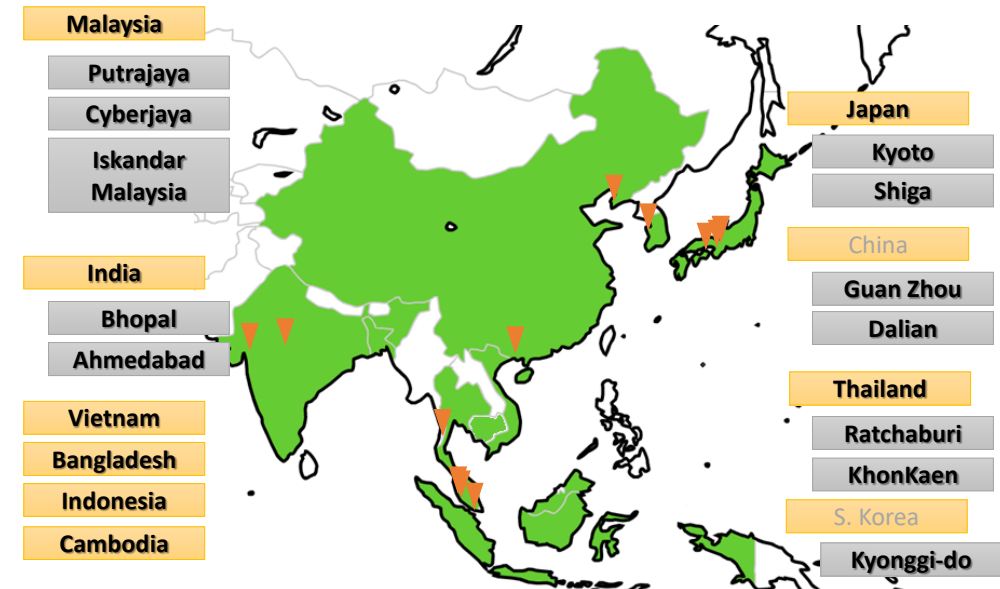 Malaysia
Putrajaya
Cyberjaya
Iskandar
Malaysia
India
Bhopal
Ahmedabad
Vietnam
Bangladesh
Indonesia
Cambodia
Japan
Kyoto
Shiga
China
Guan Zhou
Dalian
Thailand
Ratchaburi
KhonKaen
S. Korea
Kyonggi-do